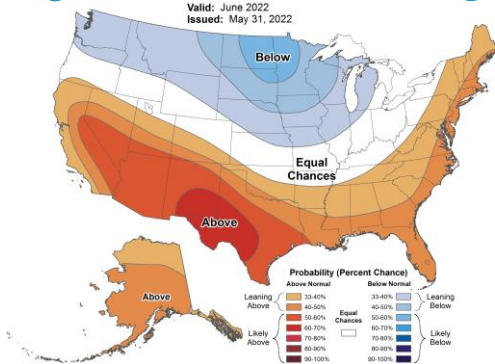 Valid: June 2022
Issued: May 31, 2022
Below
Equal
Chances
Above
Above
Probability (Percent Chance)
Above Normal Below Normal
Leaning
Above
33-40%
40-50%
Likely
Above
50-60%
60-70%
70-80%
80-90%
90-100%
Equal
Chances
33-40%
40-50%
Leaning
Below
50-60%
60-70%
70-80%
80-90%
90-100%
Likely
Below